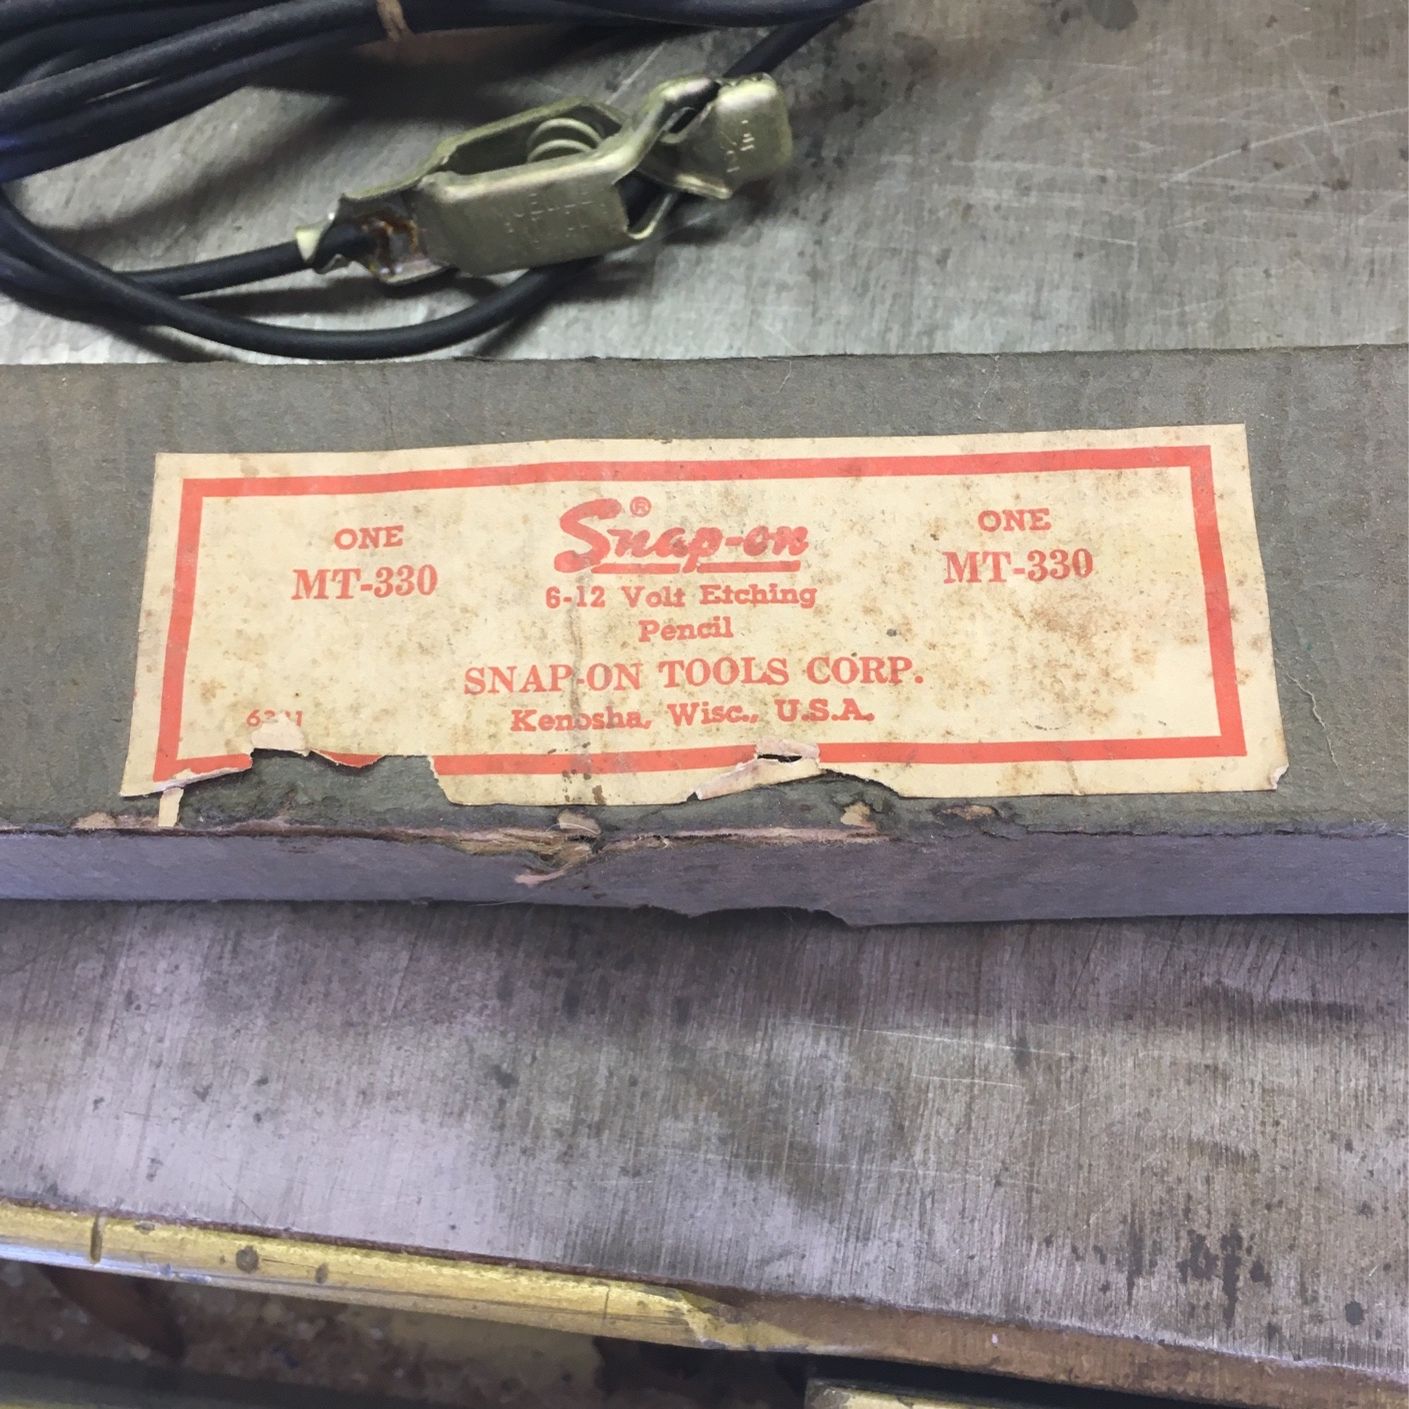 ONE
MT-330
Snap-on®
6-12 Volt Etching
Pencil
SNAP-ON TOOLS CORP.
Kenosha, Wisc., U.S.A.
ONE
MT-330